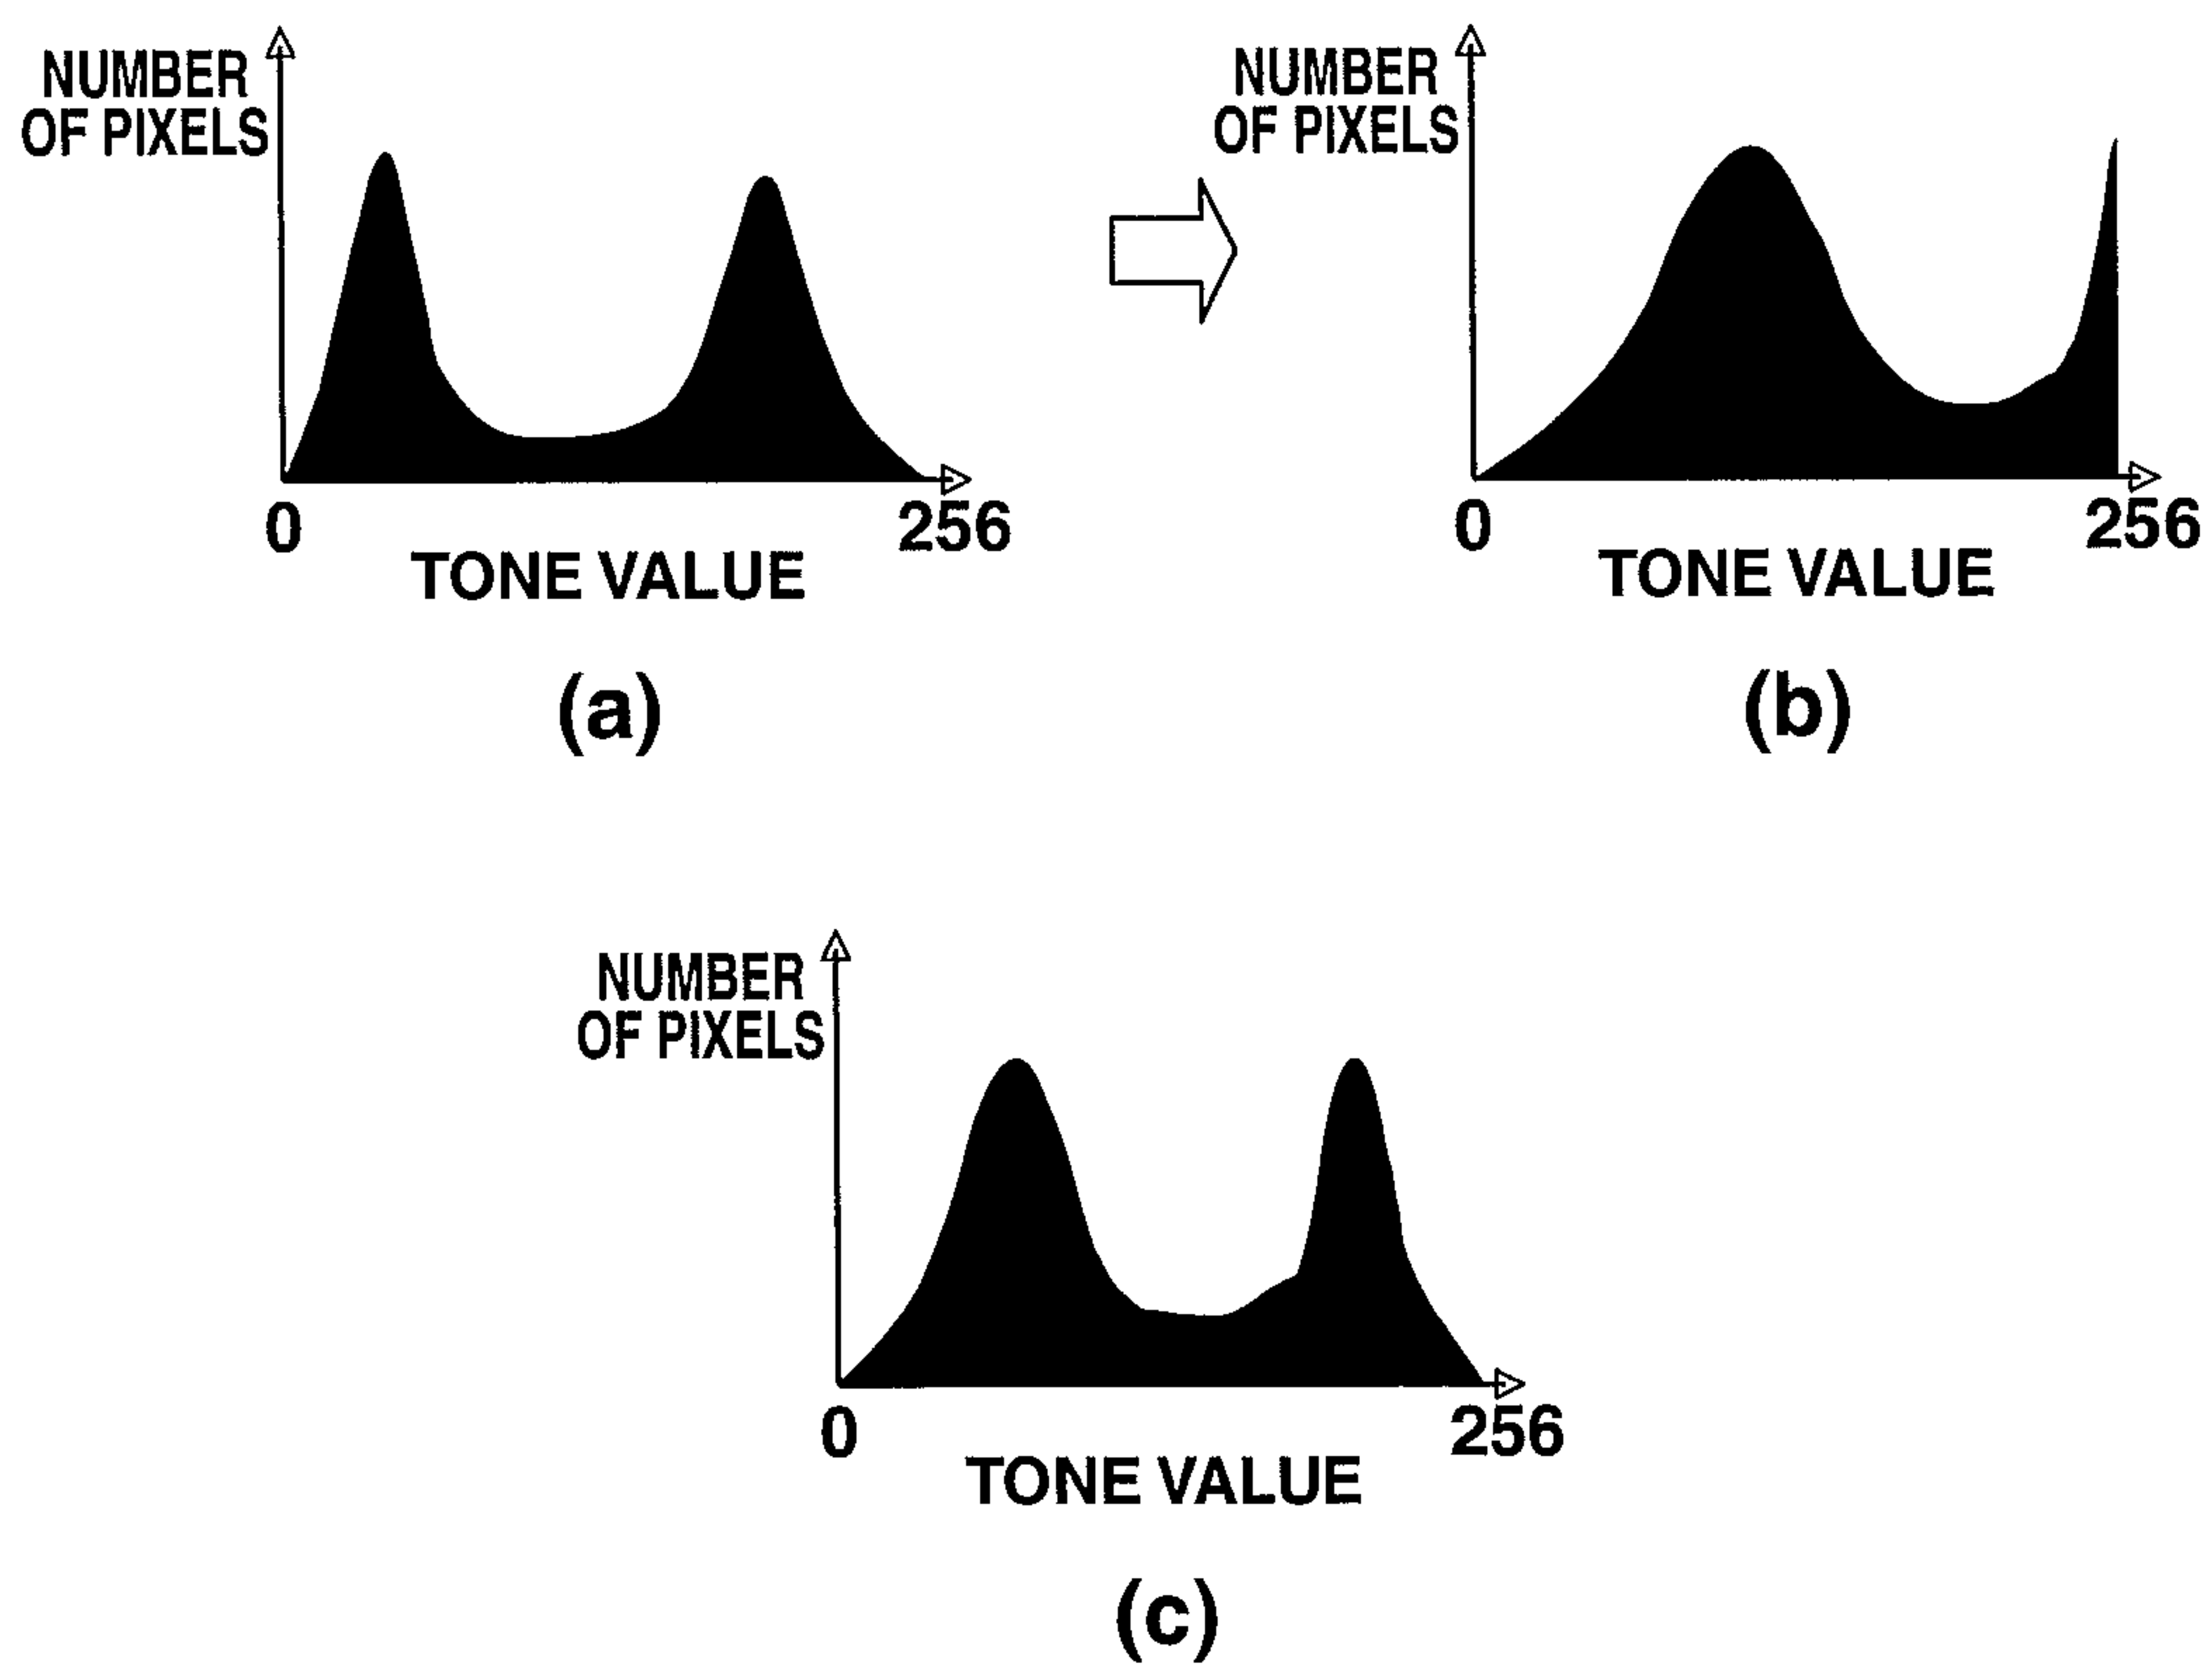 NUMBER
OF PIXELS
0
256
TONE VALUE
(a)
NUMBER
OF PIXELS
0
256
TONE VALUE
(b)
NUMBER
OF PIXELS
0
256
TONE VALUE
(c)